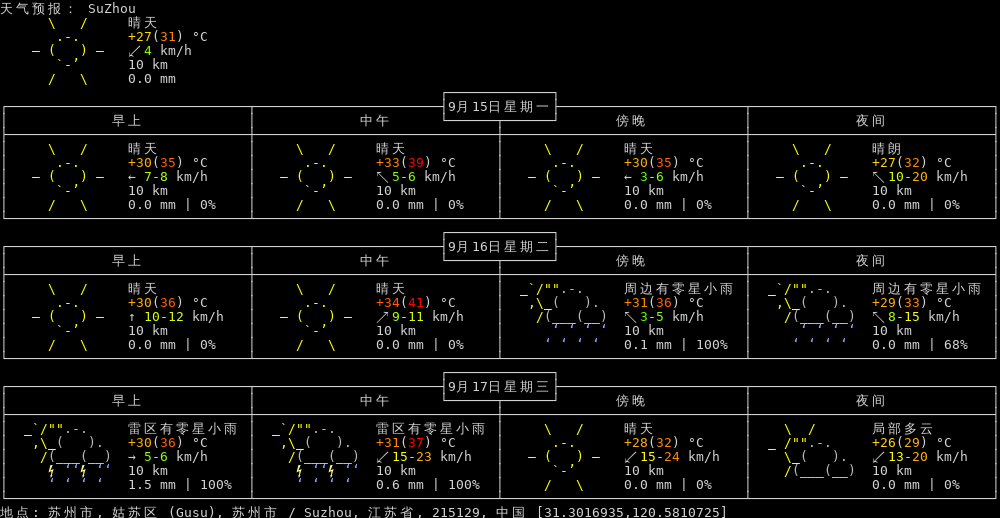 天气预报： SuZhou
晴天
+27(31) °C
↙ 4 km/h
10 km
0.0 mm
9月15日星期一
早上 中午 傍晚 夜间
晴天 晴天 晴天 晴朗
+30(35) °C +33(39) °C +30(35) °C +27(32) °C
← 7-8 km/h ↖ 5-6 km/h ← 3-6 km/h ↖ 10-20 km/h
10 km 10 km 10 km 10 km
0.0 mm | 0% 0.0 mm | 0% 0.0 mm | 0% 0.0 mm | 0%
9月16日星期二
早上 中午 傍晚 夜间
晴天 晴天 周边有零星小雨 周边有零星小雨
+30(36) °C +34(41) °C +31(36) °C +29(33) °C
↑ 10-12 km/h ↗ 9-11 km/h ↖ 3-5 km/h ↖ 8-15 km/h
10 km 10 km 10 km 10 km
0.0 mm | 0% 0.0 mm | 0% 0.1 mm | 100% 0.0 mm | 68%
9月17日星期三
早上 中午 傍晚 夜间
雷区有零星小雨 雷区有零星小雨 晴天 局部多云
+30(36) °C +31(37) °C +28(32) °C +26(29) °C
→ 5-6 km/h ↙ 15-23 km/h ↙ 15-24 km/h ↙ 13-20 km/h
10 km 10 km 10 km 10 km
1.5 mm | 100% 0.6 mm | 100% 0.0 mm | 0% 0.0 mm | 0%
地点: 苏州市, 姑苏区 (Gusu), 苏州市 / Suzhou, 江苏省, 215129, 中国 [31.3016935,120.5810725]